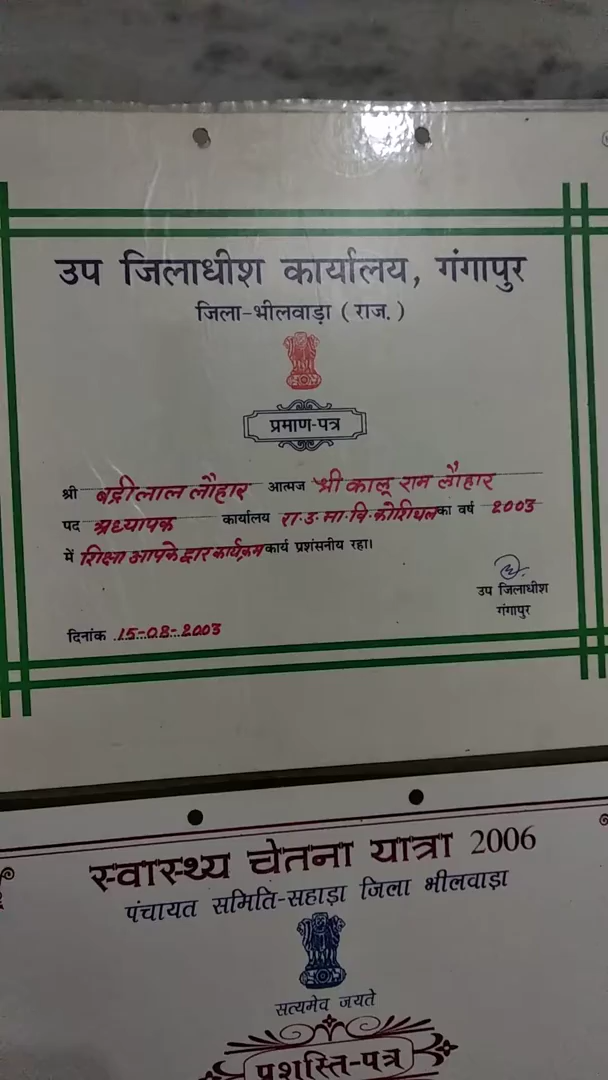 उप जिलाधीश कार्यालय, गंगापुर
जिला-भीलवाड़ा (राज.)
प्रमाण-पत्र
श्री बद्रीलाल लौहार आत्मज श्री कालू राम लौहार
पद अध्यापक कार्यालय रा.उ.मा.वि.कोशिथल का वर्ष 2003
में शिक्षा आपके द्वार कार्यक्रम कार्य प्रशंसनीय रहा।
उप जिलाधीश
गंगापुर
दिनांक 15-08-2003
स्वास्थ्य चेतना यात्रा 2006
पंचायत समिति-सहाड़ा जिला भीलवाड़ा
सत्यमेव जयते
प्रशस्ति-पत्र